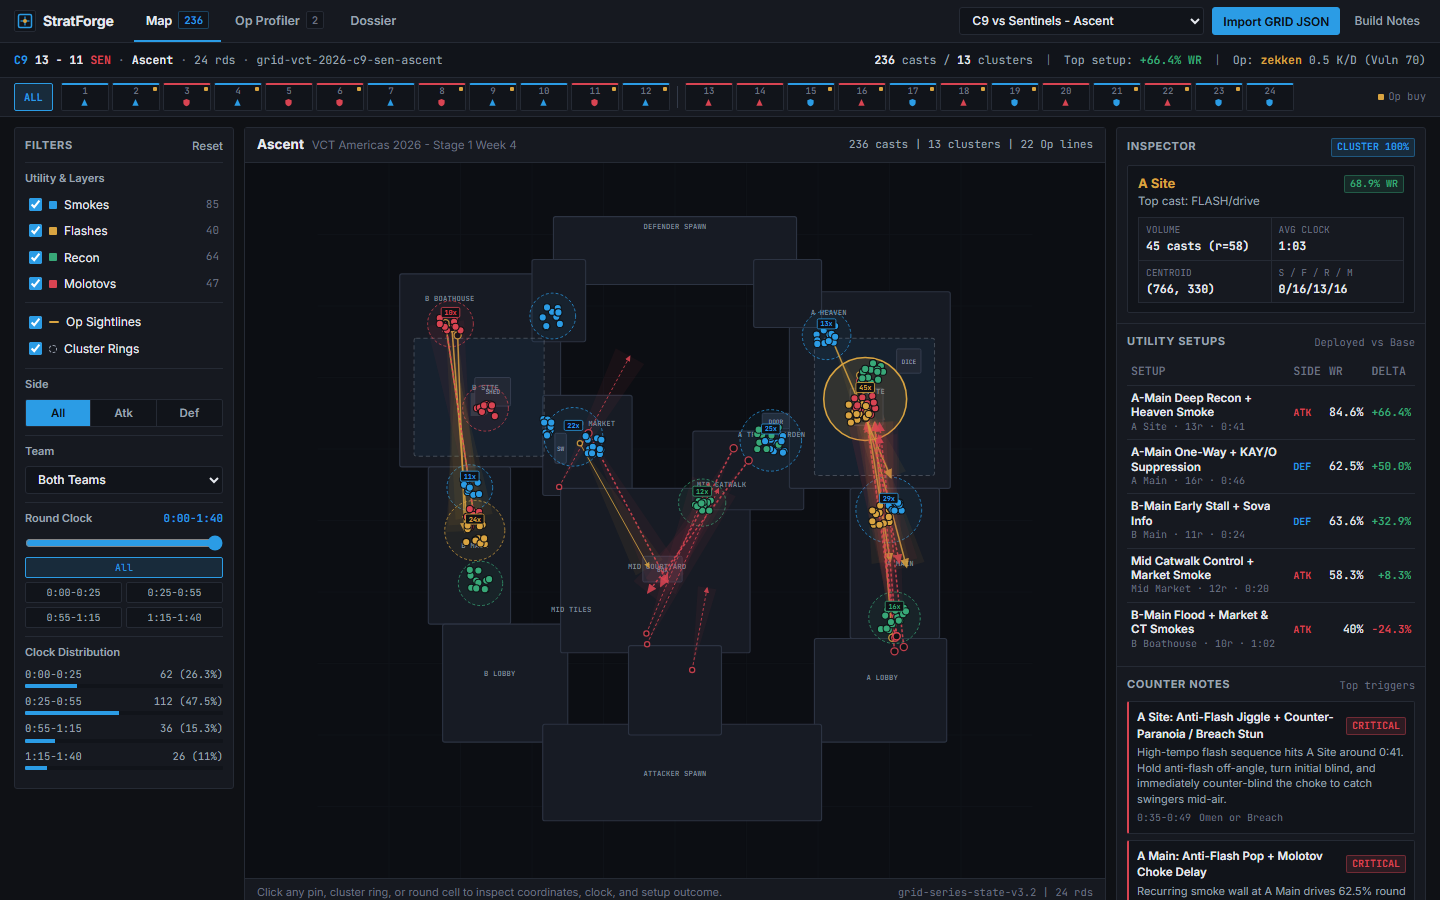 StratForge
Map 236
Op Profiler 2
Dossier
C9 vs Sentinels - Ascent
Import GRID JSON
Build Notes
C9 13 - 11 SEN · Ascent · 24 rds · grid-vct-2026-c9-sen-ascent
236 casts / 13 clusters | Top setup: +66.4% WR | Op: zekken 0.5 K/D (Vuln 70)
ALL
1 2 3 4 5 6 7 8 9 10 11 12 13 14 15 16 17 18 19 20 21 22 23 24
Op buy
FILTERS
Reset
Utility & Layers
Smokes 85
Flashes 40
Recon 64
Molotovs 47
Op Sightlines
Cluster Rings
Side
All Atk Def
Team
Both Teams
Round Clock 0:00-1:40
All
0:00-0:25 0:25-0:55
0:55-1:15 1:15-1:40
Clock Distribution
0:00-0:25 62 (26.3%)
0:25-0:55 112 (47.5%)
0:55-1:15 36 (15.3%)
1:15-1:40 26 (11%)
Ascent VCT Americas 2026 - Stage 1 Week 4
236 casts | 13 clusters | 22 Op lines
DEFENDER SPAWN
B BOATHOUSE
10x
A HEAVEN
13x
DICE
B SITE
45x
22x
MARKET
DOOR
25x
11x
MID CATWALK
12x
29x
24x
MID COURTYARD
16x
MID TILES
B LOBBY
A LOBBY
ATTACKER SPAWN
Click any pin, cluster ring, or round cell to inspect coordinates, clock, and setup outcome.
grid-series-state-v3.2 | 24 rds
INSPECTOR
CLUSTER 100%
A Site
68.9% WR
Top cast: FLASH/drive
VOLUME
45 casts (r=58)
AVG CLOCK
1:03
CENTROID
(766, 330)
S / F / R / M
0/16/13/16
UTILITY SETUPS
Deployed vs Base
SETUP SIDE WR DELTA
A-Main Deep Recon +
Heaven Smoke
ATK 84.6% +66.4%
A Site · 13r · 0:41
A-Main One-Way + KAY/O
Suppression
DEF 62.5% +50.0%
A Main · 16r · 0:46
B-Main Early Stall + Sova
Info
DEF 63.6% +32.9%
B Main · 11r · 0:24
Mid Catwalk Control +
Market Smoke
ATK 58.3% +8.3%
Mid Market · 12r · 0:20
B-Main Flood + Market &
CT Smokes
ATK 40% -24.3%
B Boathouse · 10r · 1:02
COUNTER NOTES
Top triggers
A Site: Anti-Flash Jiggle + Counter-
Paranoia / Breach Stun
CRITICAL
High-tempo flash sequence hits A Site around 0:41.
Hold anti-flash off-angle, turn initial blind, and
immediately counter-blind the choke to catch
swingers mid-air.
0:35-0:49 Omen or Breach
A Main: Anti-Flash Pop + Molotov
Choke Delay
CRITICAL
Recurring smoke wall at A Main drives 62.5% round